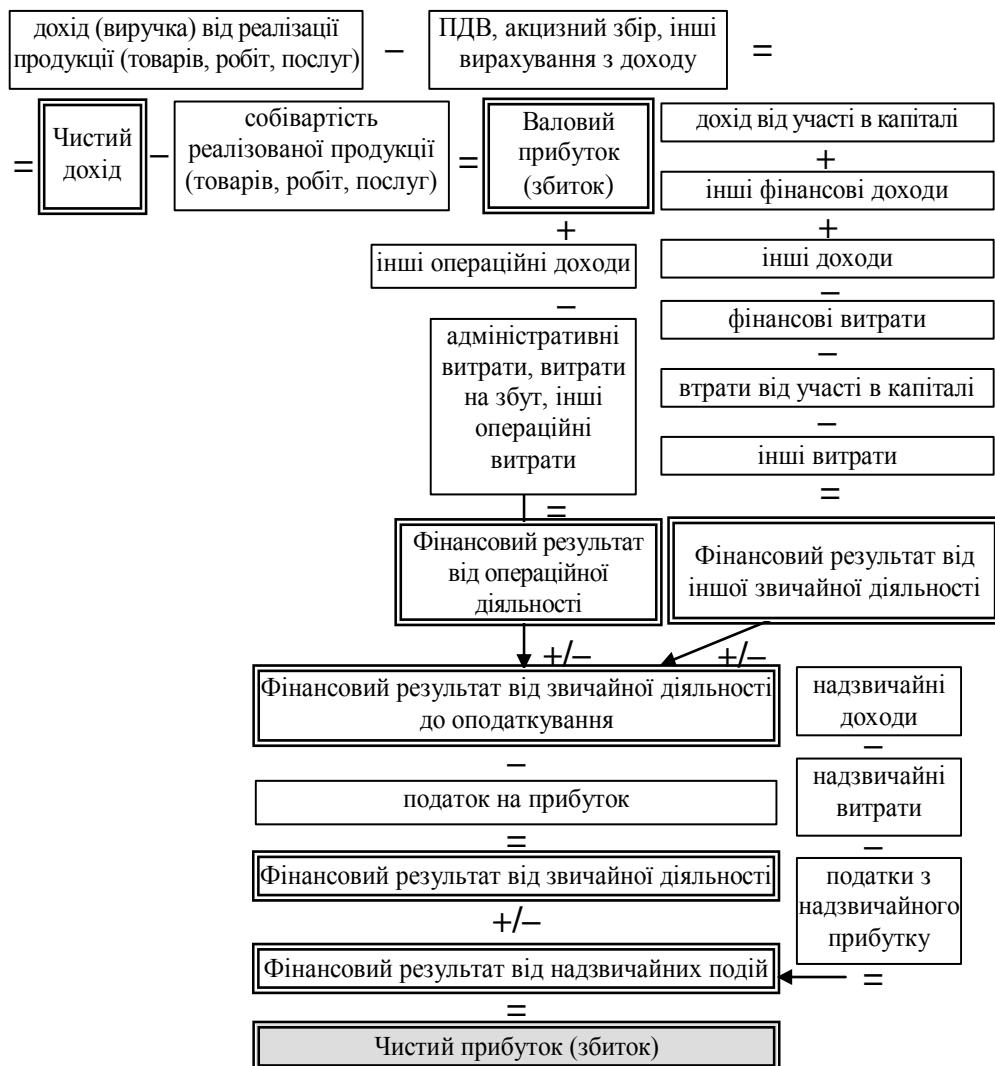 дохід (виручка) від реалізації
продукції (товарів, робіт, послуг)
–
ПДВ, акцизний збір, інші
вирахування з доходу
=
=
Чистий
дохід
–
собівартість
реалізованої продукції
(товарів, робіт, послуг)
=
Валовий
прибуток
(збиток)
+
інші операційні доходи
–
адміністративні
витрати, витрати
на збут, інші
операційні
витрати
=
Фінансовий результат
від операційної
діяльності
+/–
дохід від участі в капіталі
+
інші фінансові доходи
+
інші доходи
–
фінансові витрати
–
втрати від участі в капіталі
–
інші витрати
=
Фінансовий результат від
іншої звичайної діяльності
+/–
Фінансовий результат від звичайної діяльності
до оподаткування
–
податок на прибуток
=
Фінансовий результат від звичайної діяльності
+/–
надзвичайні
доходи
–
надзвичайні
витрати
–
податки з
надзвичайного
прибутку
=
Фінансовий результат від надзвичайних подій
=
Чистий прибуток (збиток)